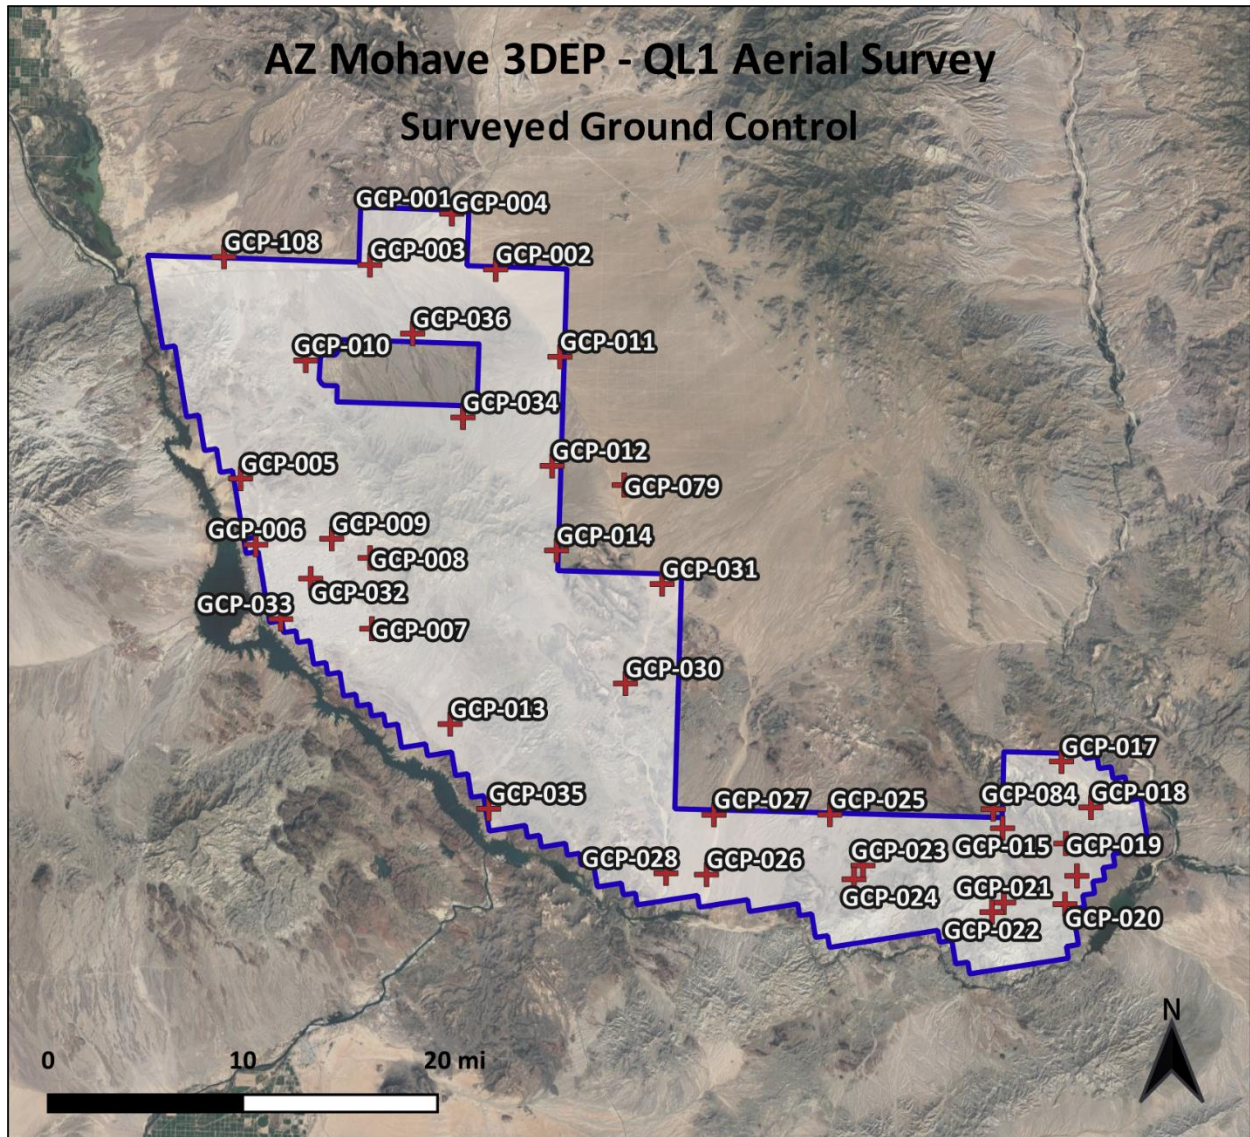 AZ Mohave 3DEP - QL1 Aerial Survey
Surveyed Ground Control
GCP-001
GCP-004
GCP-108
GCP-003
GCP-002
GCP-036
GCP-010
GCP-011
GCP-034
GCP-012
GCP-005
GCP-079
GCP-006
GCP-009
GCP-014
GCP-008
GCP-031
GCP-032
GCP-033
GCP-007
GCP-030
GCP-013
GCP-017
GCP-035
GCP-027
GCP-025
GCP-084
GCP-018
GCP-015
GCP-019
GCP-023
GCP-028
GCP-026
GCP-021
GCP-024
GCP-020
GCP-022
N
0 10 20 mi